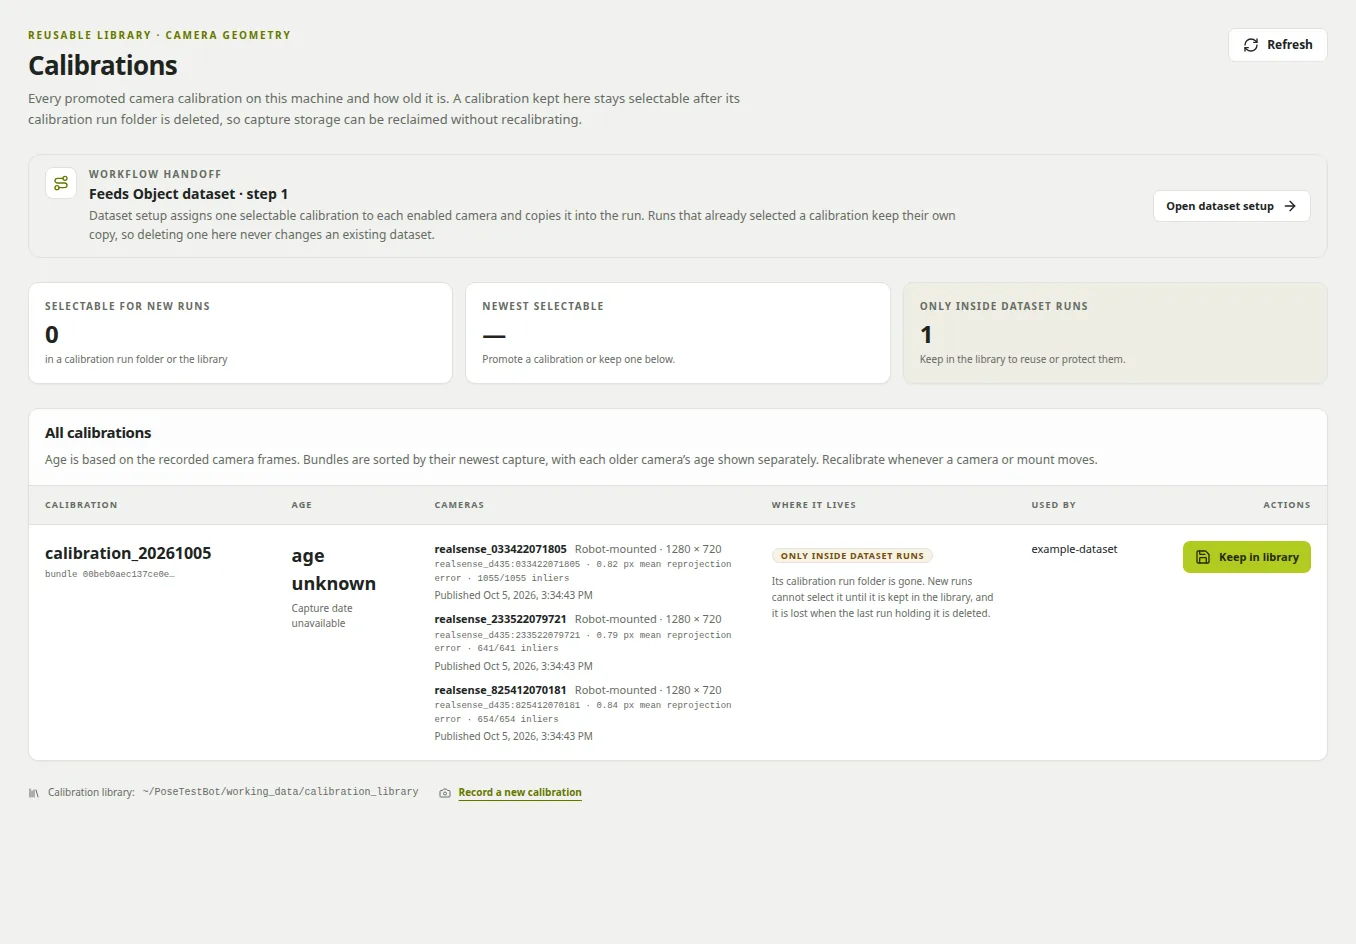 REUSABLE LIBRARY · CAMERA GEOMETRY
Calibrations
Refresh
Every promoted camera calibration on this machine and how old it is. A calibration kept here stays selectable after its
calibration run folder is deleted, so capture storage can be reclaimed without recalibrating.
WORKFLOW HANDOFF
Feeds Object dataset · step 1
Dataset setup assigns one selectable calibration to each enabled camera and copies it into the run. Runs that already selected a calibration keep their own
copy, so deleting one here never changes an existing dataset.
Open dataset setup
SELECTABLE FOR NEW RUNS
0
in a calibration run folder or the library
NEWEST SELECTABLE
—
Promote a calibration or keep one below.
ONLY INSIDE DATASET RUNS
1
Keep in the library to reuse or protect them.
All calibrations
Age is based on the recorded camera frames. Bundles are sorted by their newest capture, with each older camera’s age shown separately. Recalibrate whenever a camera or mount moves.
CALIBRATION AGE CAMERAS WHERE IT LIVES USED BY ACTIONS
calibration_20261005
bundle 00beb0aec137ce0e…
age
unknown
Capture date
unavailable
realsense_033422071805 Robot-mounted · 1280 × 720
realsense_d435:033422071805 · 0.82 px mean reprojection
error · 1055/1055 inliers
Published Oct 5, 2026, 3:34:43 PM
realsense_233522079721 Robot-mounted · 1280 × 720
realsense_d435:233522079721 · 0.79 px mean reprojection
error · 641/641 inliers
Published Oct 5, 2026, 3:34:43 PM
realsense_825412070181 Robot-mounted · 1280 × 720
realsense_d435:825412070181 · 0.84 px mean reprojection
error · 654/654 inliers
Published Oct 5, 2026, 3:34:43 PM
ONLY INSIDE DATASET RUNS
Its calibration run folder is gone. New runs
cannot select it until it is kept in the library, and
it is lost when the last run holding it is deleted.
example-dataset
Keep in library
Calibration library: ~/PoseTestBot/working_data/calibration_library
Record a new calibration